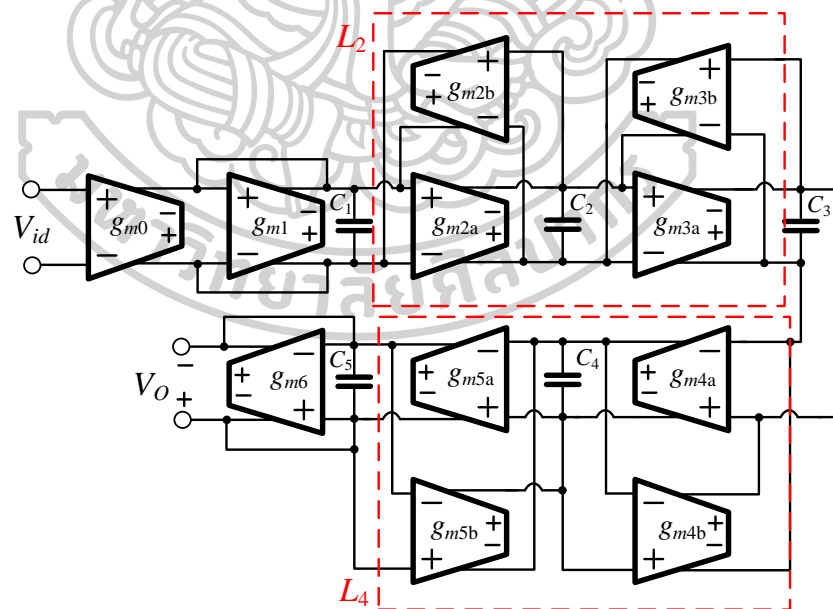 L2
− + gm2b + −
− + gm3b + −
Vid
+ − gm0 − +
+ − gm1 − +
C1
+ − gm2a − +
C2
+ − gm3a − +
C3
− VO +
+ − gm6 − +
C5
+ − gm5a − +
C4
+ − gm4a − +
− + gm5b + −
− + gm4b + −
L4